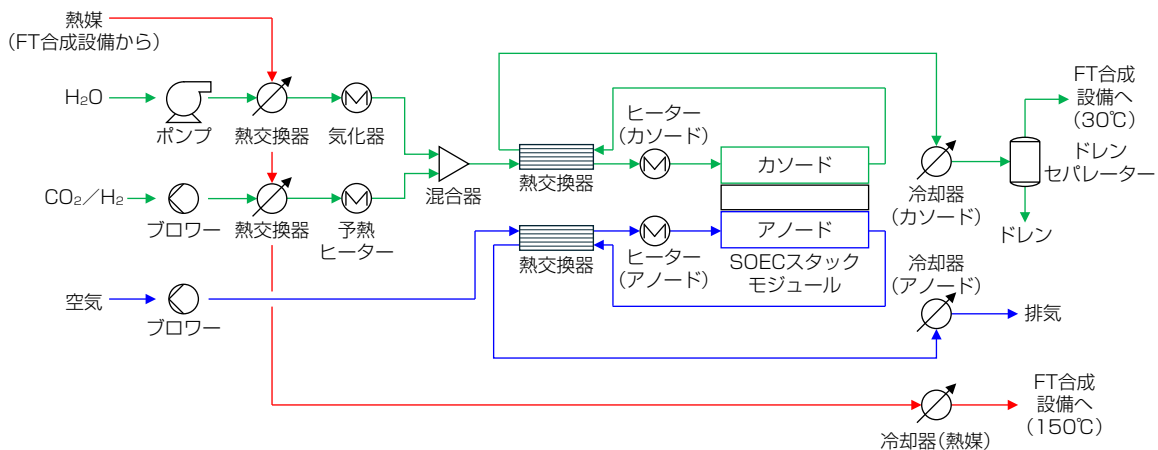 熱媒
（FT合成設備から）
H₂O
ポンプ
熱交換器
気化器
CO₂／H₂
ブロワー
熱交換器
予熱
ヒーター
混合器
空気
ブロワー
熱交換器
ヒーター
（カソード）
カソード
熱交換器
ヒーター
（アノード）
アノード
SOECスタック
モジュール
冷却器
（カソード）
FT合成
設備へ
（30℃）
ドレン
セパレーター
ドレン
冷却器
（アノード）
排気
冷却器（熱媒）
FT合成
設備へ
（150℃）